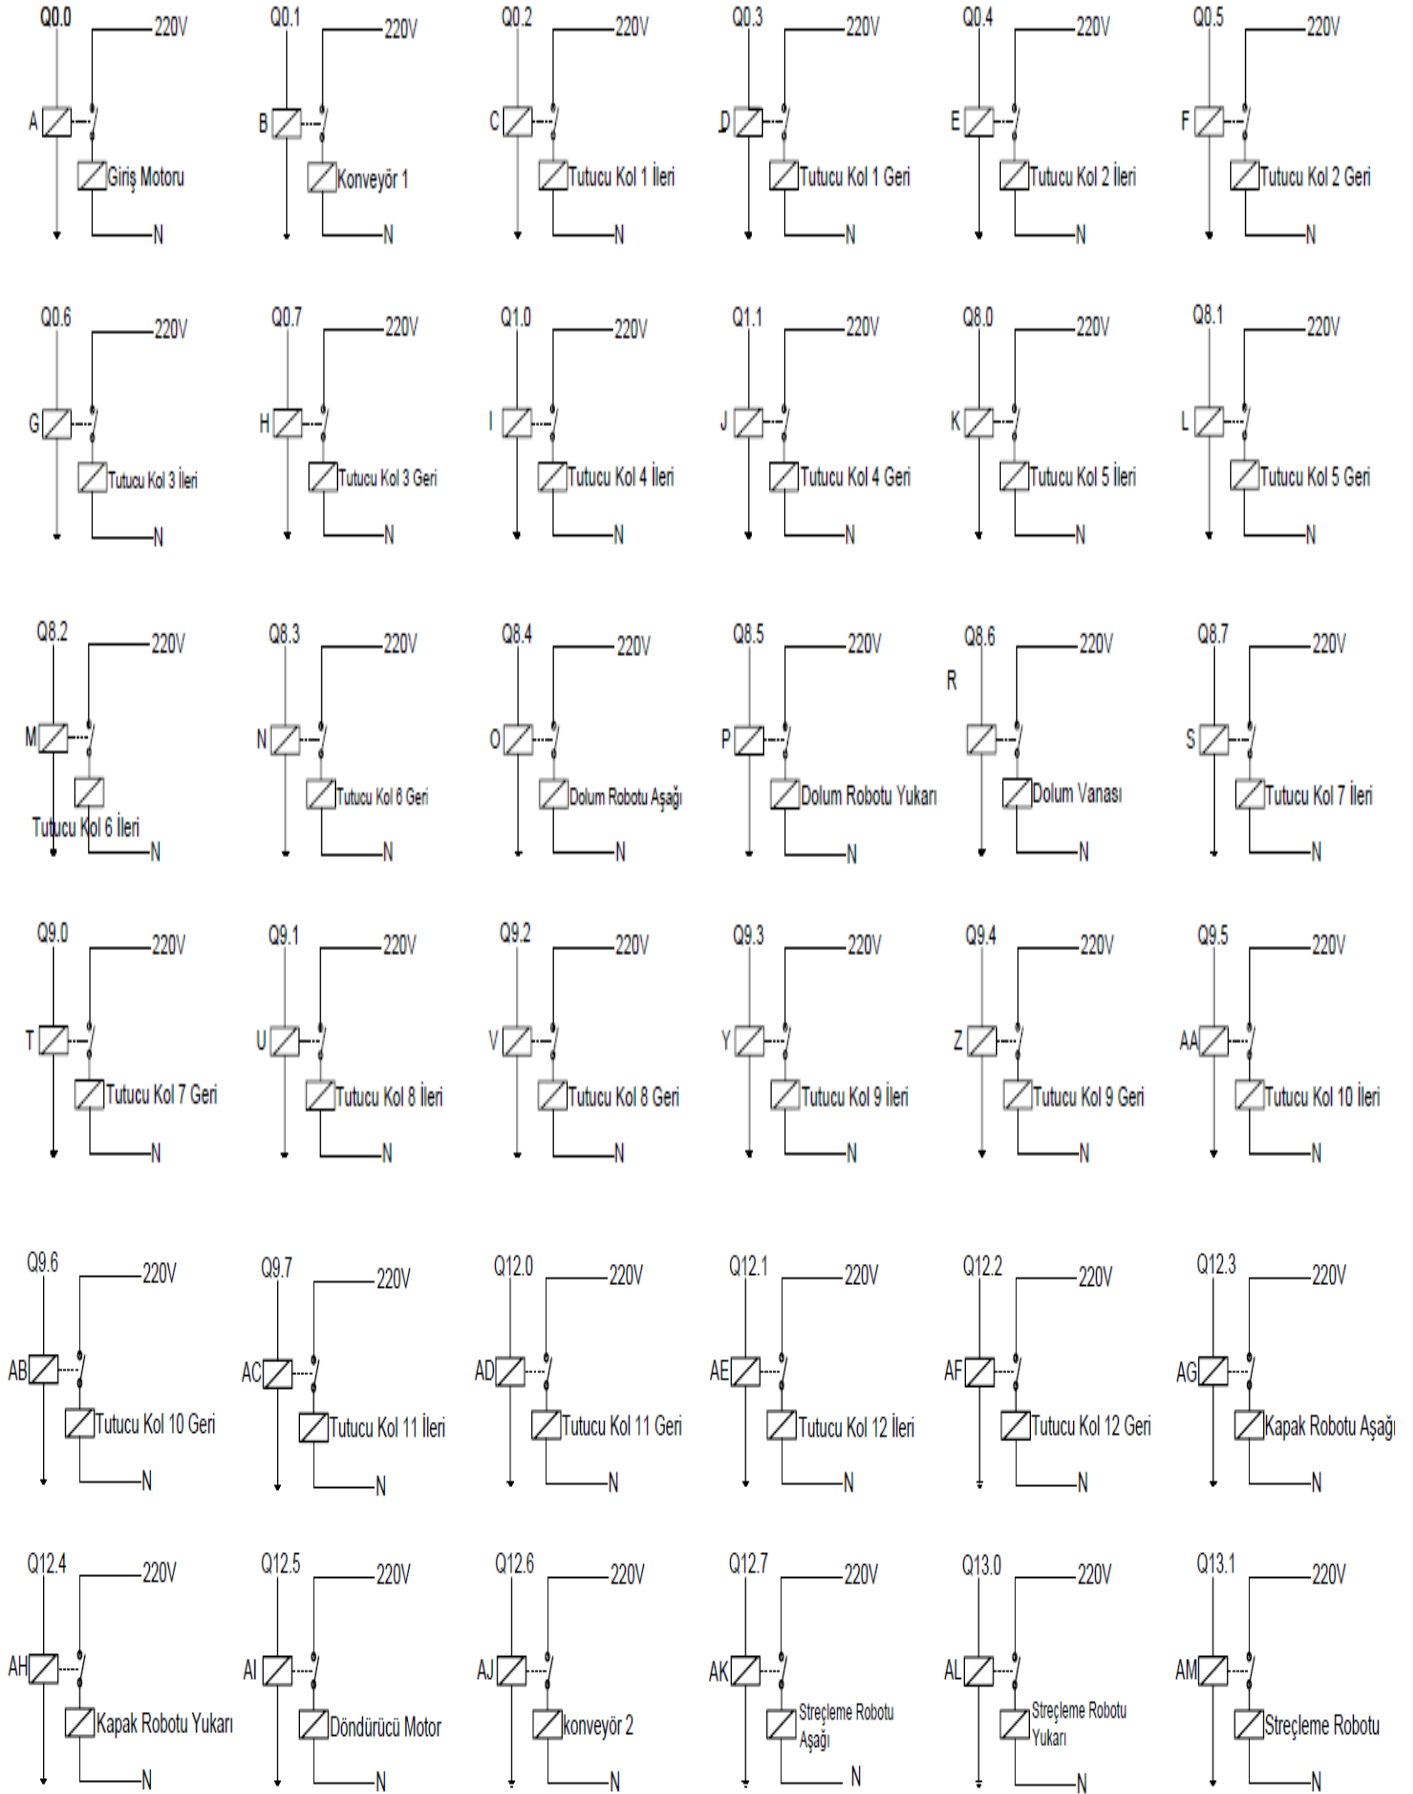 Q0.0 220V
A
Giriş Motoru
N
Q0.1 220V
B
Konveyör 1
N
Q0.2 220V
C
Tutucu Kol 1 İleri
N
Q0.3 220V
D
Tutucu Kol 1 Geri
N
Q0.4 220V
E
Tutucu Kol 2 İleri
N
Q0.5 220V
F
Tutucu Kol 2 Geri
N
Q0.6 220V
G
Tutucu Kol 3 İleri
N
Q0.7 220V
H
Tutucu Kol 3 Geri
N
Q1.0 220V
I
Tutucu Kol 4 İleri
N
Q1.1 220V
J
Tutucu Kol 4 Geri
N
Q8.0 220V
K
Tutucu Kol 5 İleri
N
Q8.1 220V
L
Tutucu Kol 5 Geri
N
Q8.2 220V
M
Tutucu Kol 6 İleri
N
Q8.3 220V
N
Tutucu Kol 6 Geri
N
Q8.4 220V
O
Dolum Robotu Aşağı
N
Q8.5 220V
P
Dolum Robotu Yukarı
N
Q8.6 220V
R
Dolum Vanası
N
Q8.7 220V
S
Tutucu Kol 7 İleri
N
Q9.0 220V
T
Tutucu Kol 7 Geri
N
Q9.1 220V
U
Tutucu Kol 8 İleri
N
Q9.2 220V
V
Tutucu Kol 8 Geri
N
Q9.3 220V
Y
Tutucu Kol 9 İleri
N
Q9.4 220V
Z
Tutucu Kol 9 Geri
N
Q9.5 220V
AA
Tutucu Kol 10 İleri
N
Q9.6 220V
AB
Tutucu Kol 10 Geri
N
Q9.7 220V
AC
Tutucu Kol 11 İleri
N
Q12.0 220V
AD
Tutucu Kol 11 Geri
N
Q12.1 220V
AE
Tutucu Kol 12 İleri
N
Q12.2 220V
AF
Tutucu Kol 12 Geri
N
Q12.3 220V
AG
Kapak Robotu Aşağı
N
Q12.4 220V
AH
Kapak Robotu Yukarı
N
Q12.5 220V
AI
Döndürücü Motor
N
Q12.6 220V
AJ
konveyör 2
N
Q12.7 220V
AK
Streçleme Robotu
Aşağı
N
Q13.0 220V
AL
Streçleme Robotu
Yukarı
N
Q13.1 220V
AM
Streçleme Robotu
N